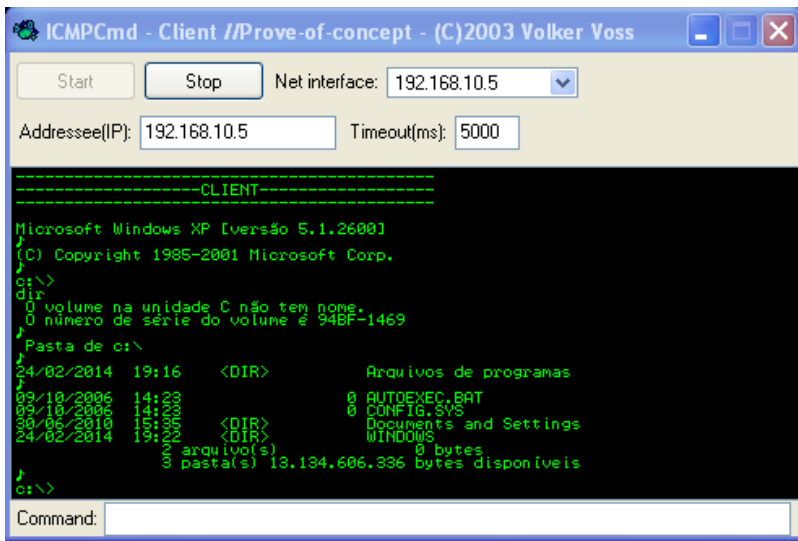 ICMPCmd - Client //Prove-of-concept - (C)2003 Volker Voss
Start Stop Net interface: 192.168.10.5
Addressee(IP): 192.168.10.5 Timeout(ms): 5000
-------------------------------------------
-------------------CLIENT------------------
-------------------------------------------
Microsoft Windows XP [versão 5.1.2600]
♪
(C) Copyright 1985-2001 Microsoft Corp.
♪
c:\>
dir
O volume na unidade C não tem nome.
O número de série do volume é 94BF-1469
♪
Pasta de c:\
♪
24/02/2014 19:16 <DIR> Arquivos de programas
♪
09/10/2006 14:23 0 AUTOEXEC.BAT
09/10/2006 14:23 0 CONFIG.SYS
30/06/2010 15:35 <DIR> Documents and Settings
24/02/2014 19:22 <DIR> WINDOWS
2 arquivo(s) 0 bytes
3 pasta(s) 13.134.606.336 bytes disponíveis
♪
c:\>
Command: